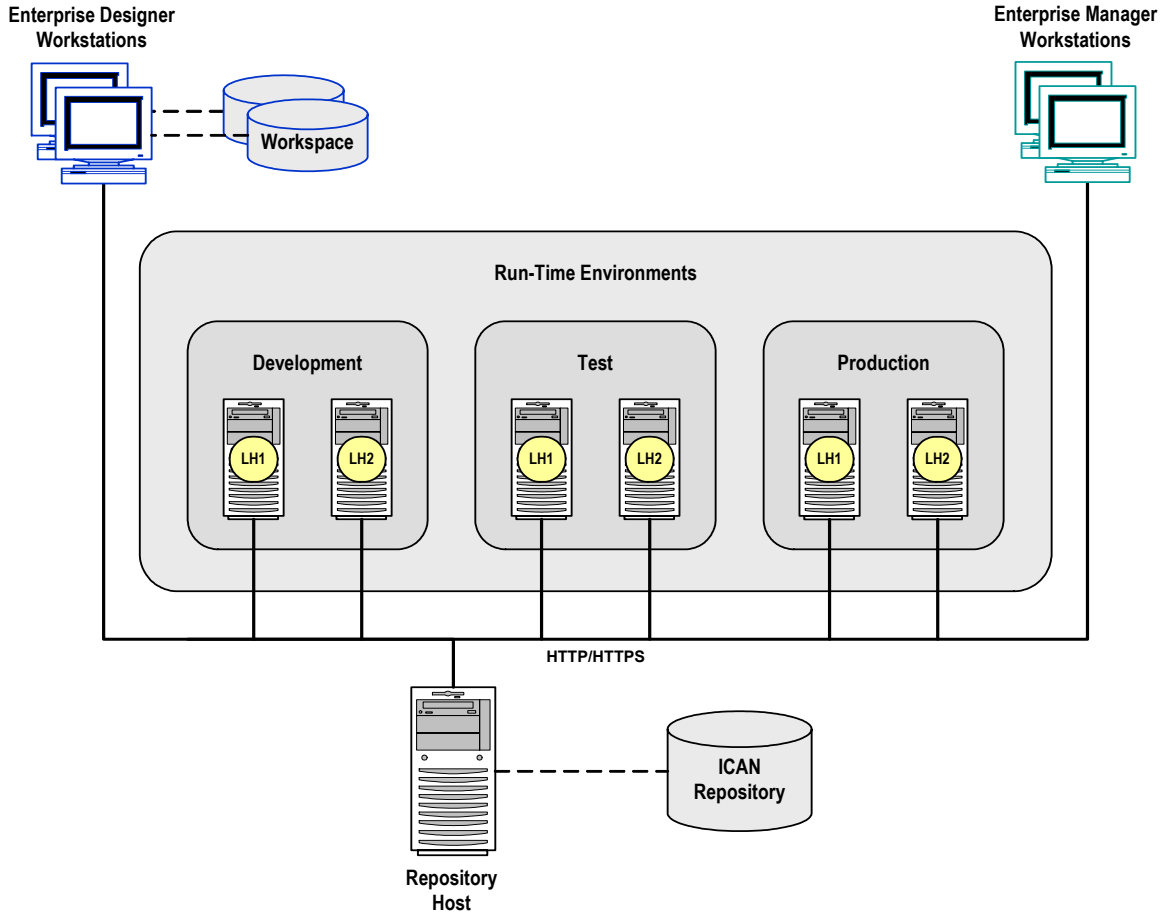 Enterprise Designer
Workstations
Enterprise Manager
Workstations
Workspace
Run-Time Environments
Development
Test
Production
LH1
LH2
LH1
LH2
LH1
LH2
HTTP/HTTPS
ICAN
Repository
Repository
Host